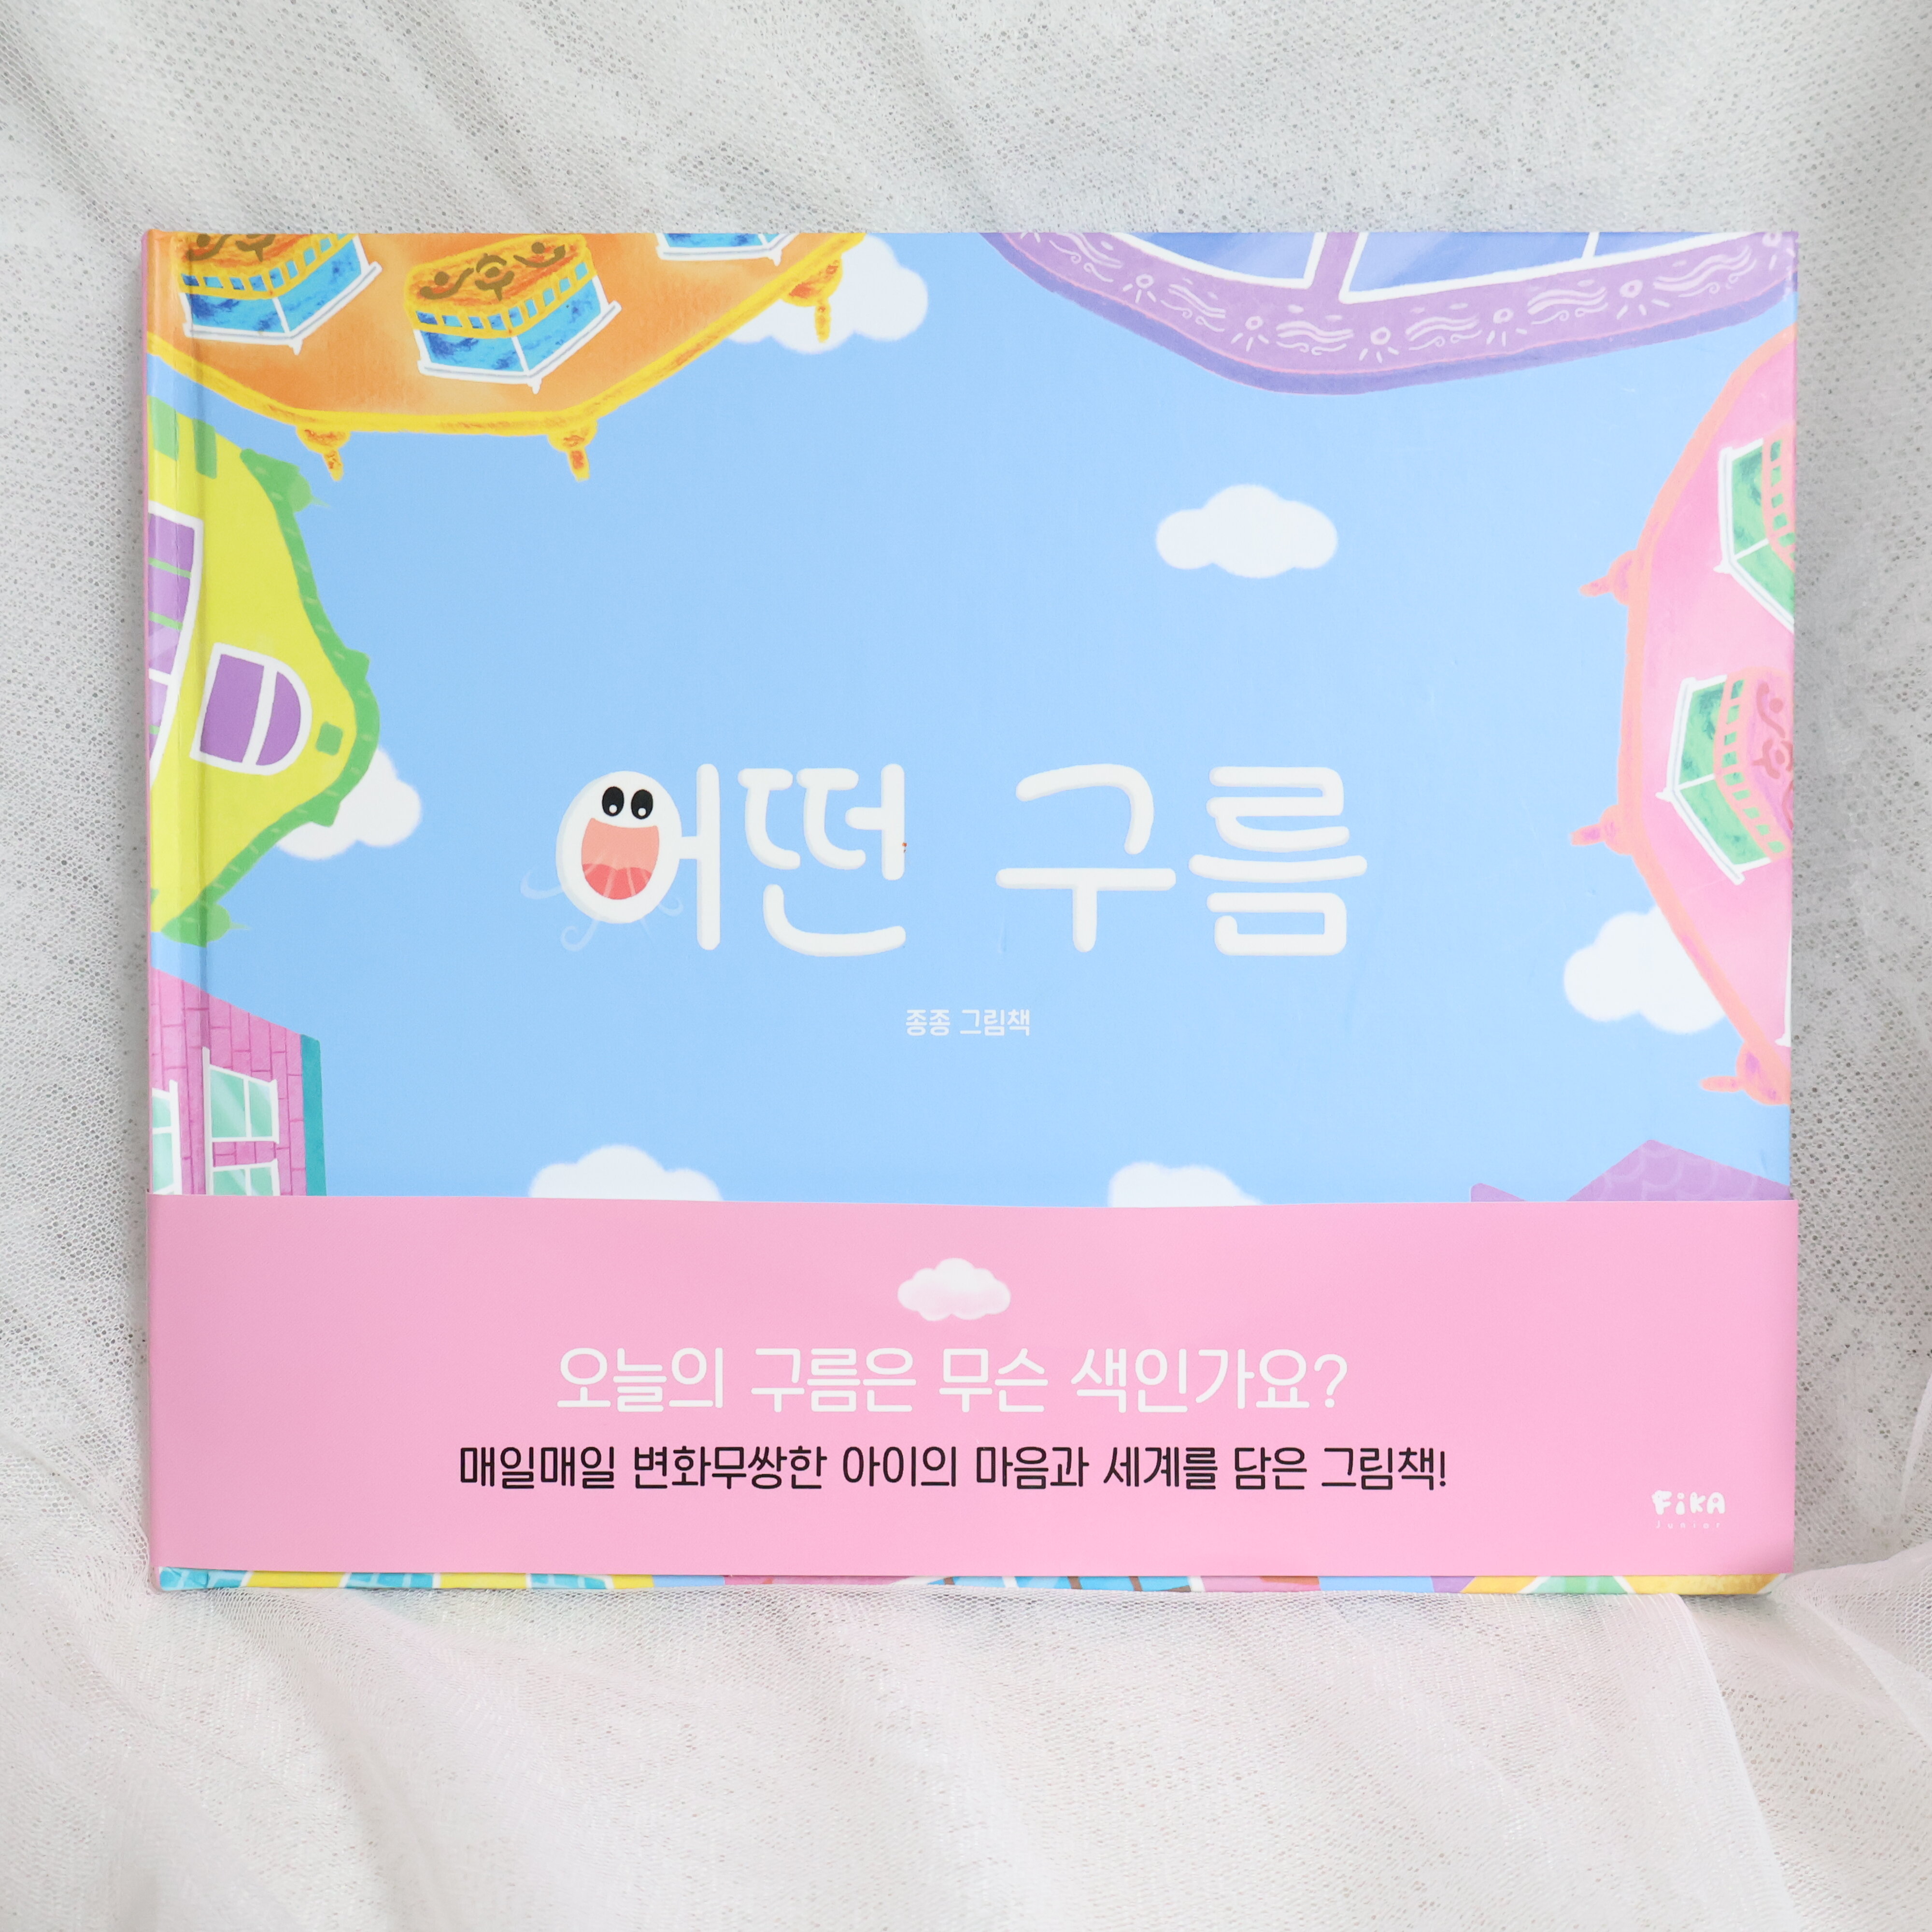 어떤 구름
종종 그림책
오늘의 구름은 무슨 색인가요?
매일매일 변화무쌍한 아이의 마음과 세계를 담은 그림책!
FiKA
Junior